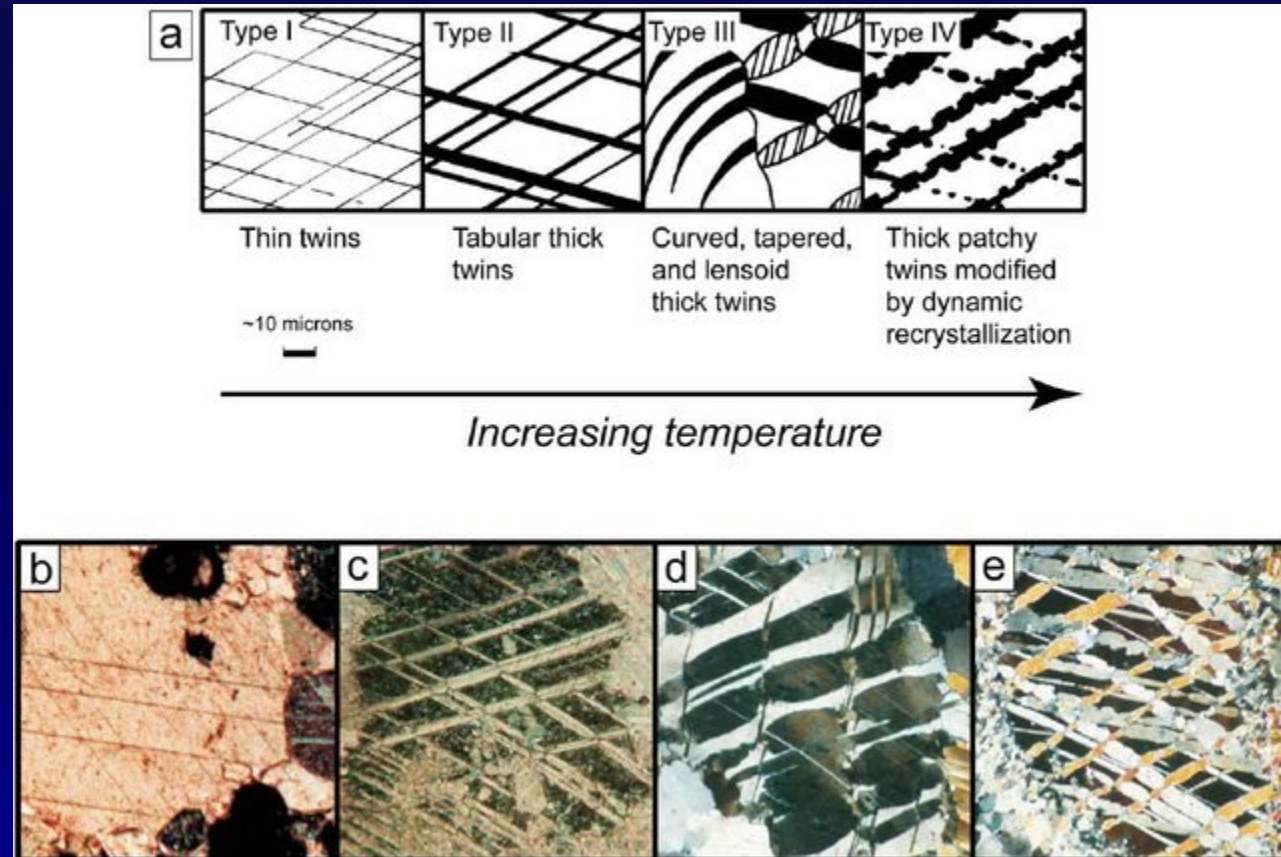 a
Type I
Type II
Type III
Type IV
Thin twins
Tabular thick
twins
Curved, tapered,
and lensoid
thick twins
Thick patchy
twins modified
by dynamic
recrystallization
~10 microns
Increasing temperature
b
c
d
e